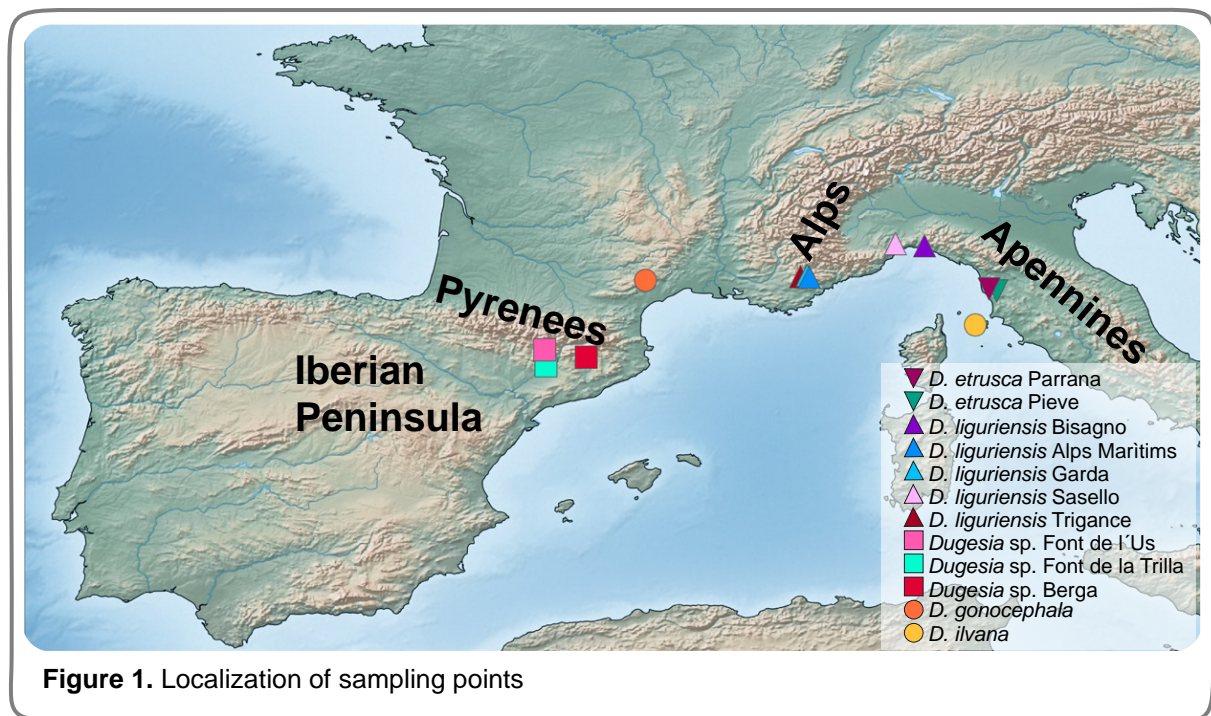 Alps
Apennines
Pyrenees
Iberian
Peninsula
D. etrusca Parrana
D. etrusca Pieve
D. liguriensis Bisagno
D. liguriensis Alps Marìtims
D. liguriensis Garda
D. liguriensis Sasello
D. liguriensis Trigance
Dugesia sp. Font de l´Us
Dugesia sp. Font de la Trilla
Dugesia sp. Berga
D. gonocephala
D. ilvana
Figure 1. Localization of sampling points